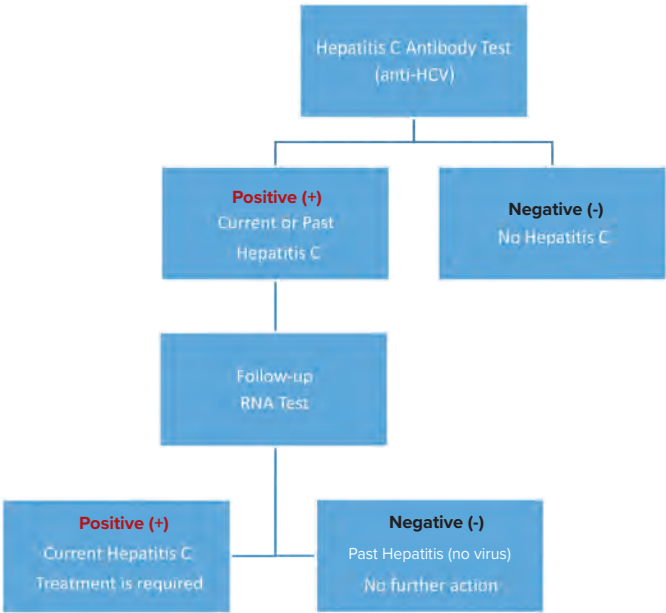 Hepatitis C Antibody Test
(anti-HCV)
Positive (+)
Current or Past
Hepatitis C
Negative (-)
No Hepatitis C
Follow-up
RNA Test
Positive (+)
Current Hepatitis C
Treatment is required
Negative (-)
Past Hepatitis (no virus)
No further action